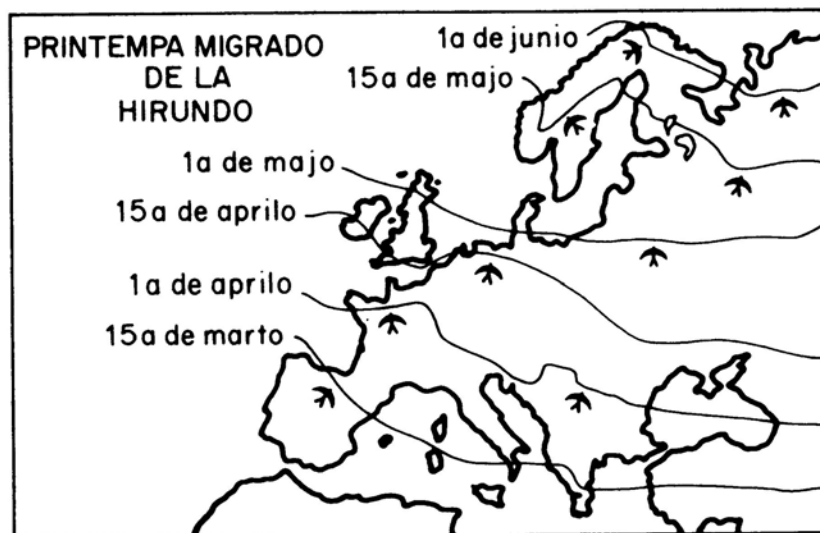 PRINTEMPA MIGRADO
DE LA
HIRUNDO
1a de junio
15a de majo
1a de majo
15a de aprilo
1a de aprilo
15a de marto